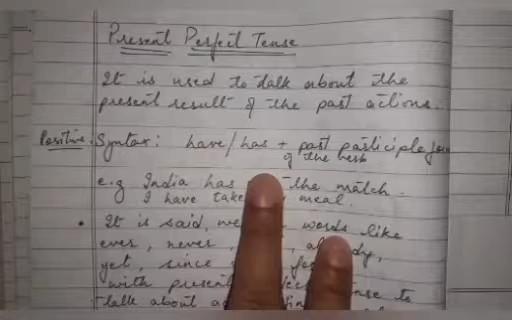 Present Perfect Tense
It is used to talk about the
present result of the past actions.
Positive. Syntax: have/has + past participle form
of the verb
e.g India has the match.
I have take meal.
• It is said, we words like
ever, never,
yet, since
with present tense to
talk about